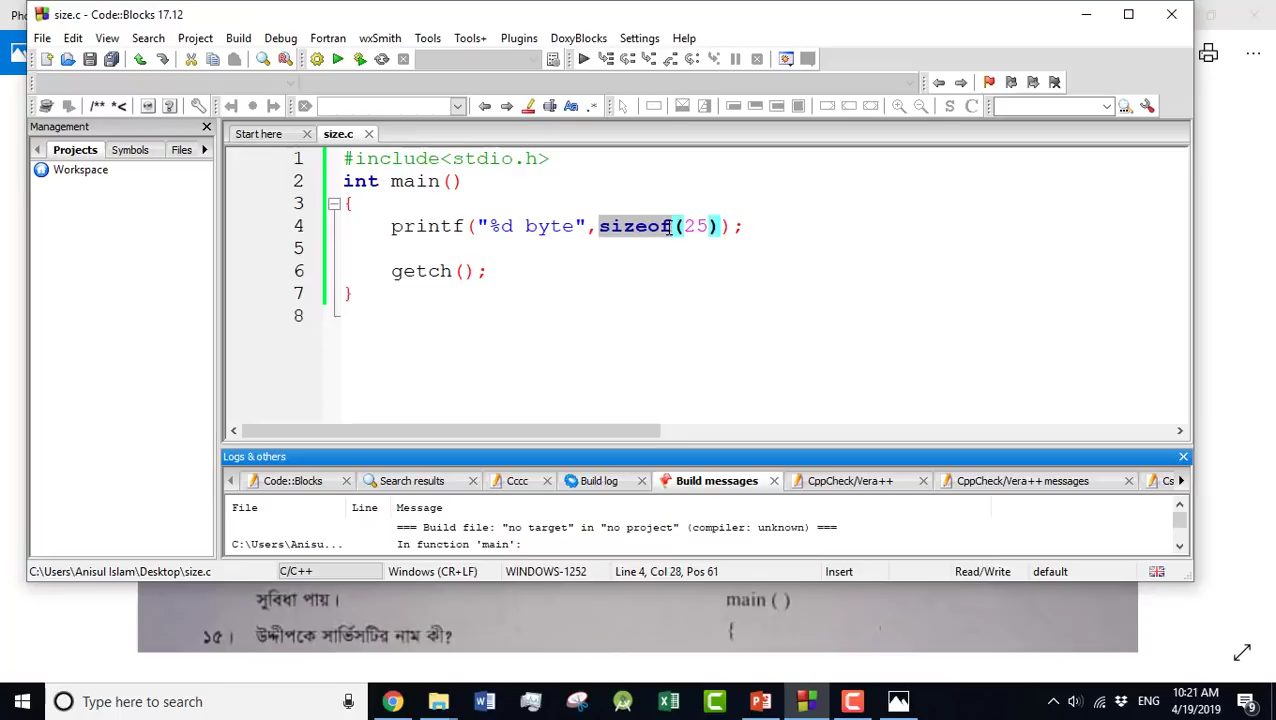 size.c - Code::Blocks 17.12
File Edit View Search Project Build Debug Fortran wxSmith Tools Tools+ Plugins DoxyBlocks Settings Help
/** *<
S C
Management
Start here
size.c
Projects Symbols Files
Workspace
1 #include<stdio.h>
2 int main()
3 {
4 printf("%d byte",sizeof(25));
5
6 getch();
7 }
8
Logs & others
Code::Blocks Search results Cccc Build log Build messages CppCheck/Vera++ CppCheck/Vera++ messages Cs
File Line Message
=== Build file: "no target" in "no project" (compiler: unknown) ===
C:\Users\Anisu... In function 'main':
C:\Users\Anisul Islam\Desktop\size.c C/C++ Windows (CR+LF) WINDOWS-1252 Line 4, Col 28, Pos 61 Insert Read/Write default
সুবিধা পায়। main ( )
১৫। উদ্দীপকে সার্ভিসটির নাম কী? {
Type here to search
ENG
10:21 AM
4/19/2019
9